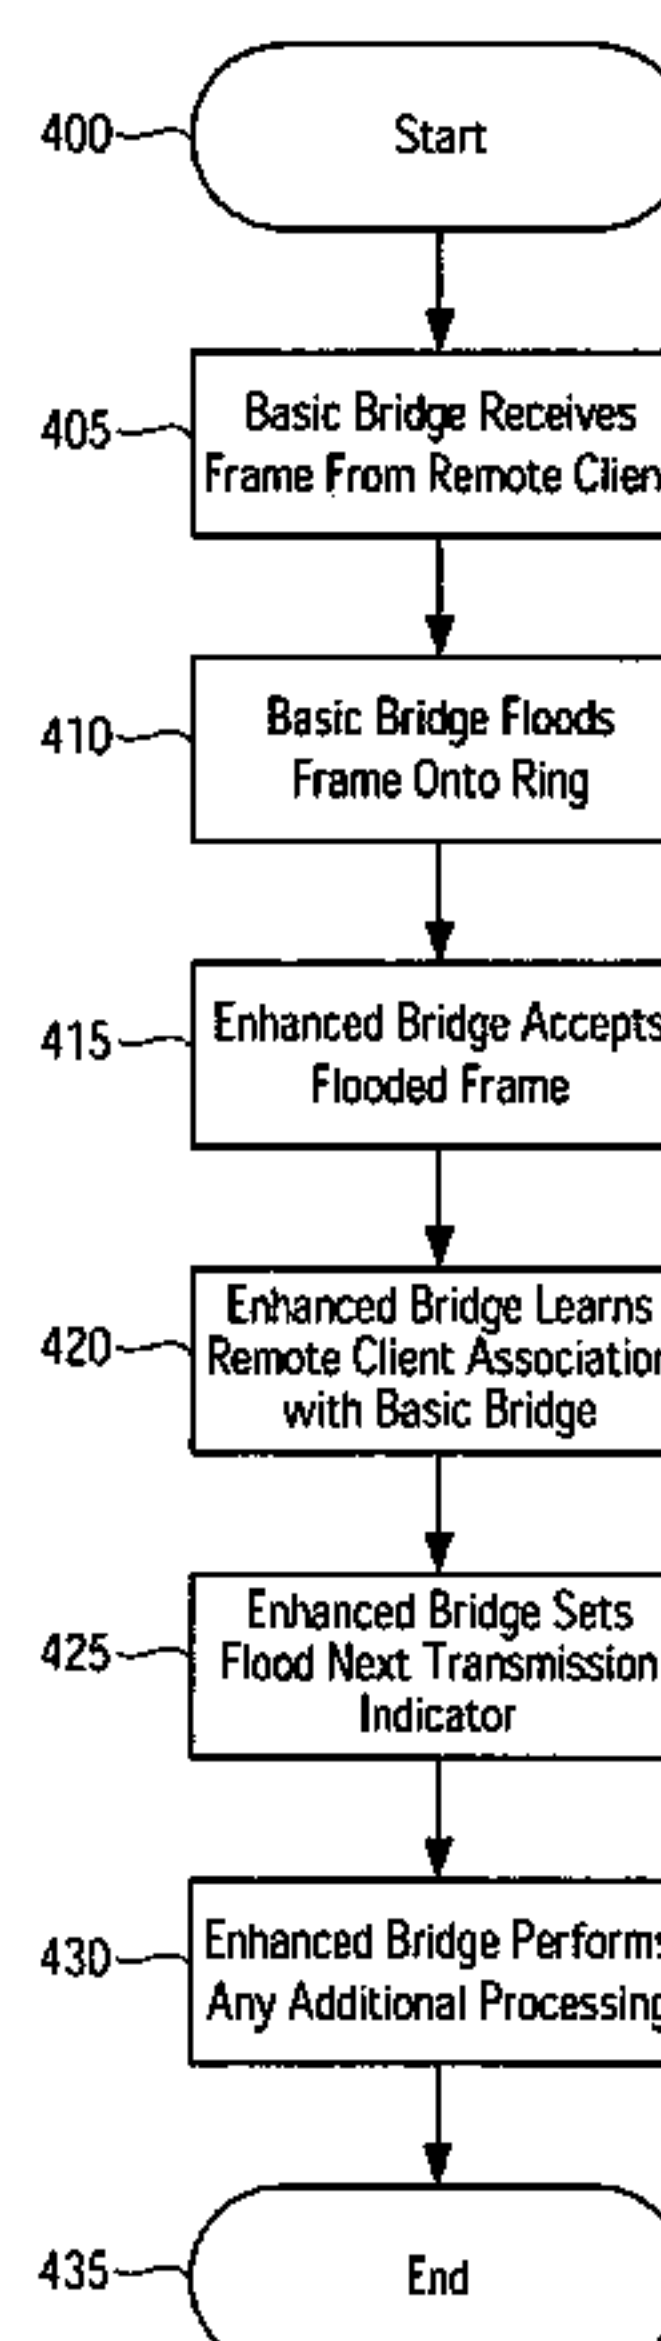 400
Start
405
Basic Bridge Receives
Frame From Remote Clien
410
Basic Bridge Floods
Frame Onto Ring
415
Enhanced Bridge Accepts
Flooded Frame
420
Enhanced Bridge Learns
Remote Client Association
with Basic Bridge
425
Enhanced Bridge Sets
Flood Next Transmission
Indicator
430
Enhanced Bridge Performs
Any Additional Processing
435
End